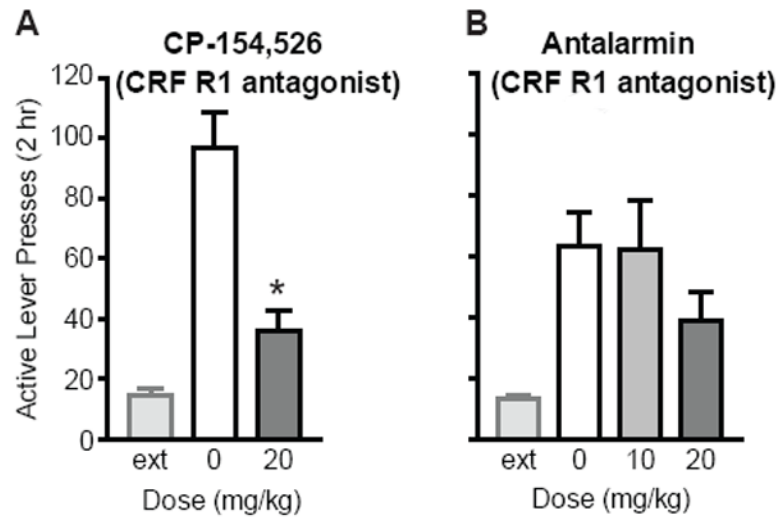 A
CP-154,526
(CRF R1 antagonist)
Active Lever Presses (2 hr)
120
100
80
60
40
20
0
*
ext 0 20
Dose (mg/kg)
B
Antalarmin
(CRF R1 antagonist)
ext 0 10 20
Dose (mg/kg)